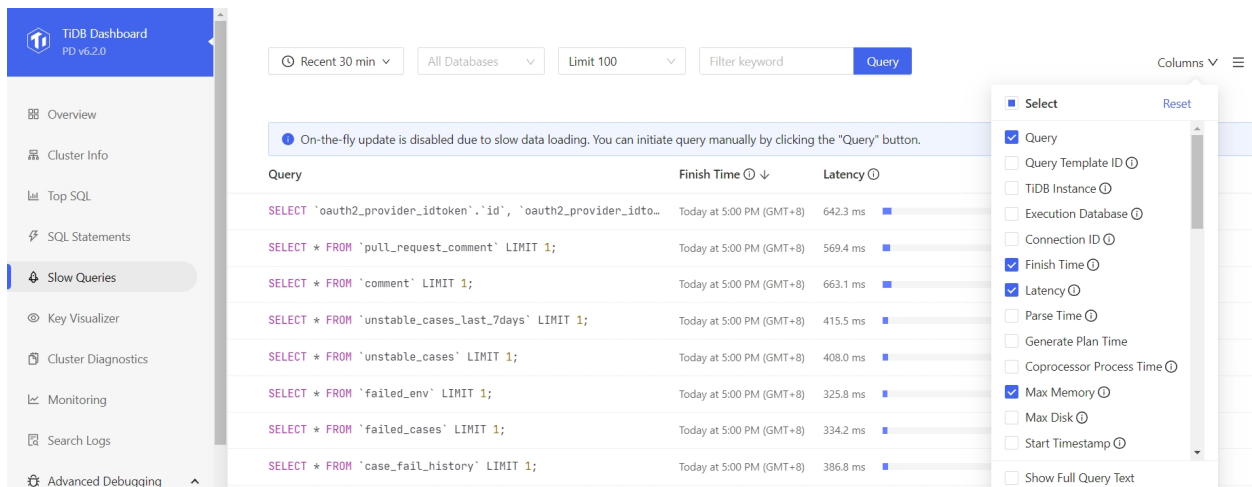 TiDB Dashboard
PD v6.2.0
Overview
Cluster Info
Top SQL
SQL Statements
Slow Queries
Key Visualizer
Cluster Diagnostics
Monitoring
Search Logs
Advanced Debugging
Recent 30 min
All Databases
Limit 100
Filter keyword
Query
Columns
On-the-fly update is disabled due to slow data loading. You can initiate query manually by clicking the "Query" button.
Query Finish Time Latency
SELECT `oauth2_provider_idtoken`.`id`, `oauth2_provider_idto… Today at 5:00 PM (GMT+8) 642.3 ms
SELECT * FROM `pull_request_comment` LIMIT 1; Today at 5:00 PM (GMT+8) 569.4 ms
SELECT * FROM `comment` LIMIT 1; Today at 5:00 PM (GMT+8) 663.1 ms
SELECT * FROM `unstable_cases_last_7days` LIMIT 1; Today at 5:00 PM (GMT+8) 415.5 ms
SELECT * FROM `unstable_cases` LIMIT 1; Today at 5:00 PM (GMT+8) 408.0 ms
SELECT * FROM `failed_env` LIMIT 1; Today at 5:00 PM (GMT+8) 325.8 ms
SELECT * FROM `failed_cases` LIMIT 1; Today at 5:00 PM (GMT+8) 334.2 ms
SELECT * FROM `case_fail_history` LIMIT 1; Today at 5:00 PM (GMT+8) 386.8 ms
Select Reset
Query
Query Template ID
TiDB Instance
Execution Database
Connection ID
Finish Time
Latency
Parse Time
Generate Plan Time
Coprocessor Process Time
Max Memory
Max Disk
Start Timestamp
Show Full Query Text